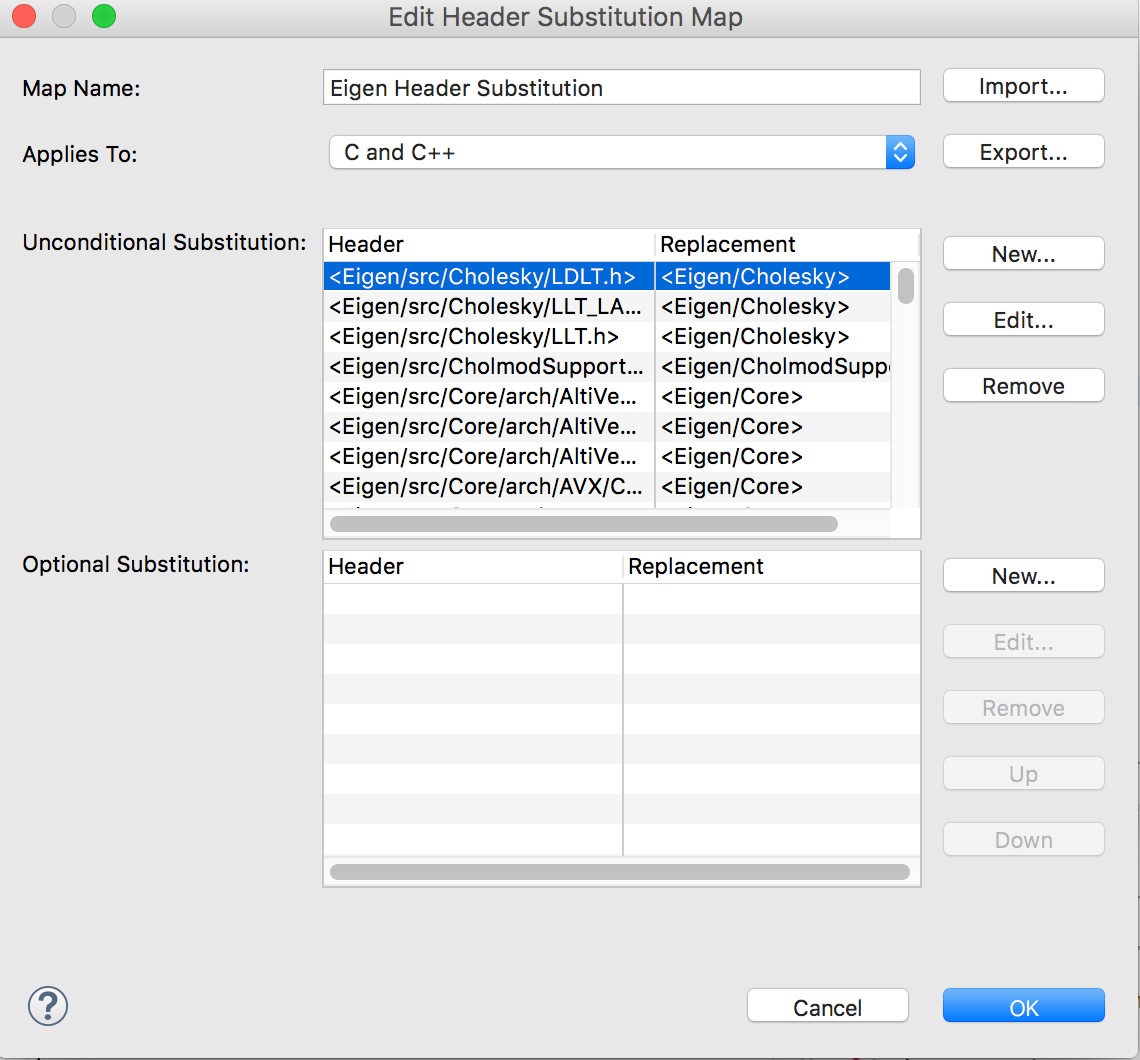 Edit Header Substitution Map
Map Name: Eigen Header Substitution Import...
Applies To: C and C++ Export...
Unconditional Substitution: Header Replacement New...
<Eigen/src/Cholesky/LDLT.h> <Eigen/Cholesky>
<Eigen/src/Cholesky/LLT_LA... <Eigen/Cholesky> Edit...
<Eigen/src/Cholesky/LLT.h> <Eigen/Cholesky>
<Eigen/src/CholmodSupport... <Eigen/CholmodSupp
<Eigen/src/Core/arch/AltiVe... <Eigen/Core> Remove
<Eigen/src/Core/arch/AltiVe... <Eigen/Core>
<Eigen/src/Core/arch/AltiVe... <Eigen/Core>
<Eigen/src/Core/arch/AVX/C... <Eigen/Core>
Optional Substitution: Header Replacement New...
Edit...
Remove
Up
Down
? Cancel OK